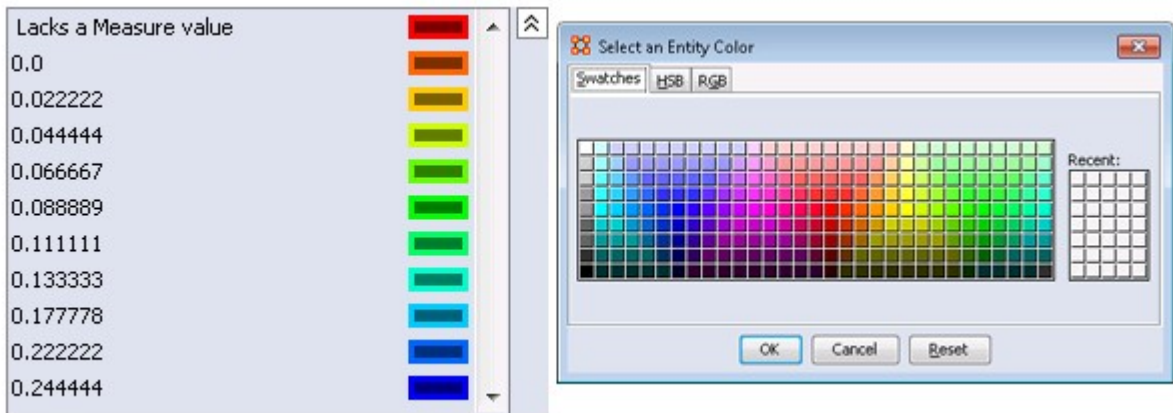 Lacks a Measure value
0.0
0.022222
0.044444
0.066667
0.088889
0.111111
0.133333
0.177778
0.222222
0.244444
Select an Entity Color
Swatches HSB RGB
Recent:
OK Cancel Reset